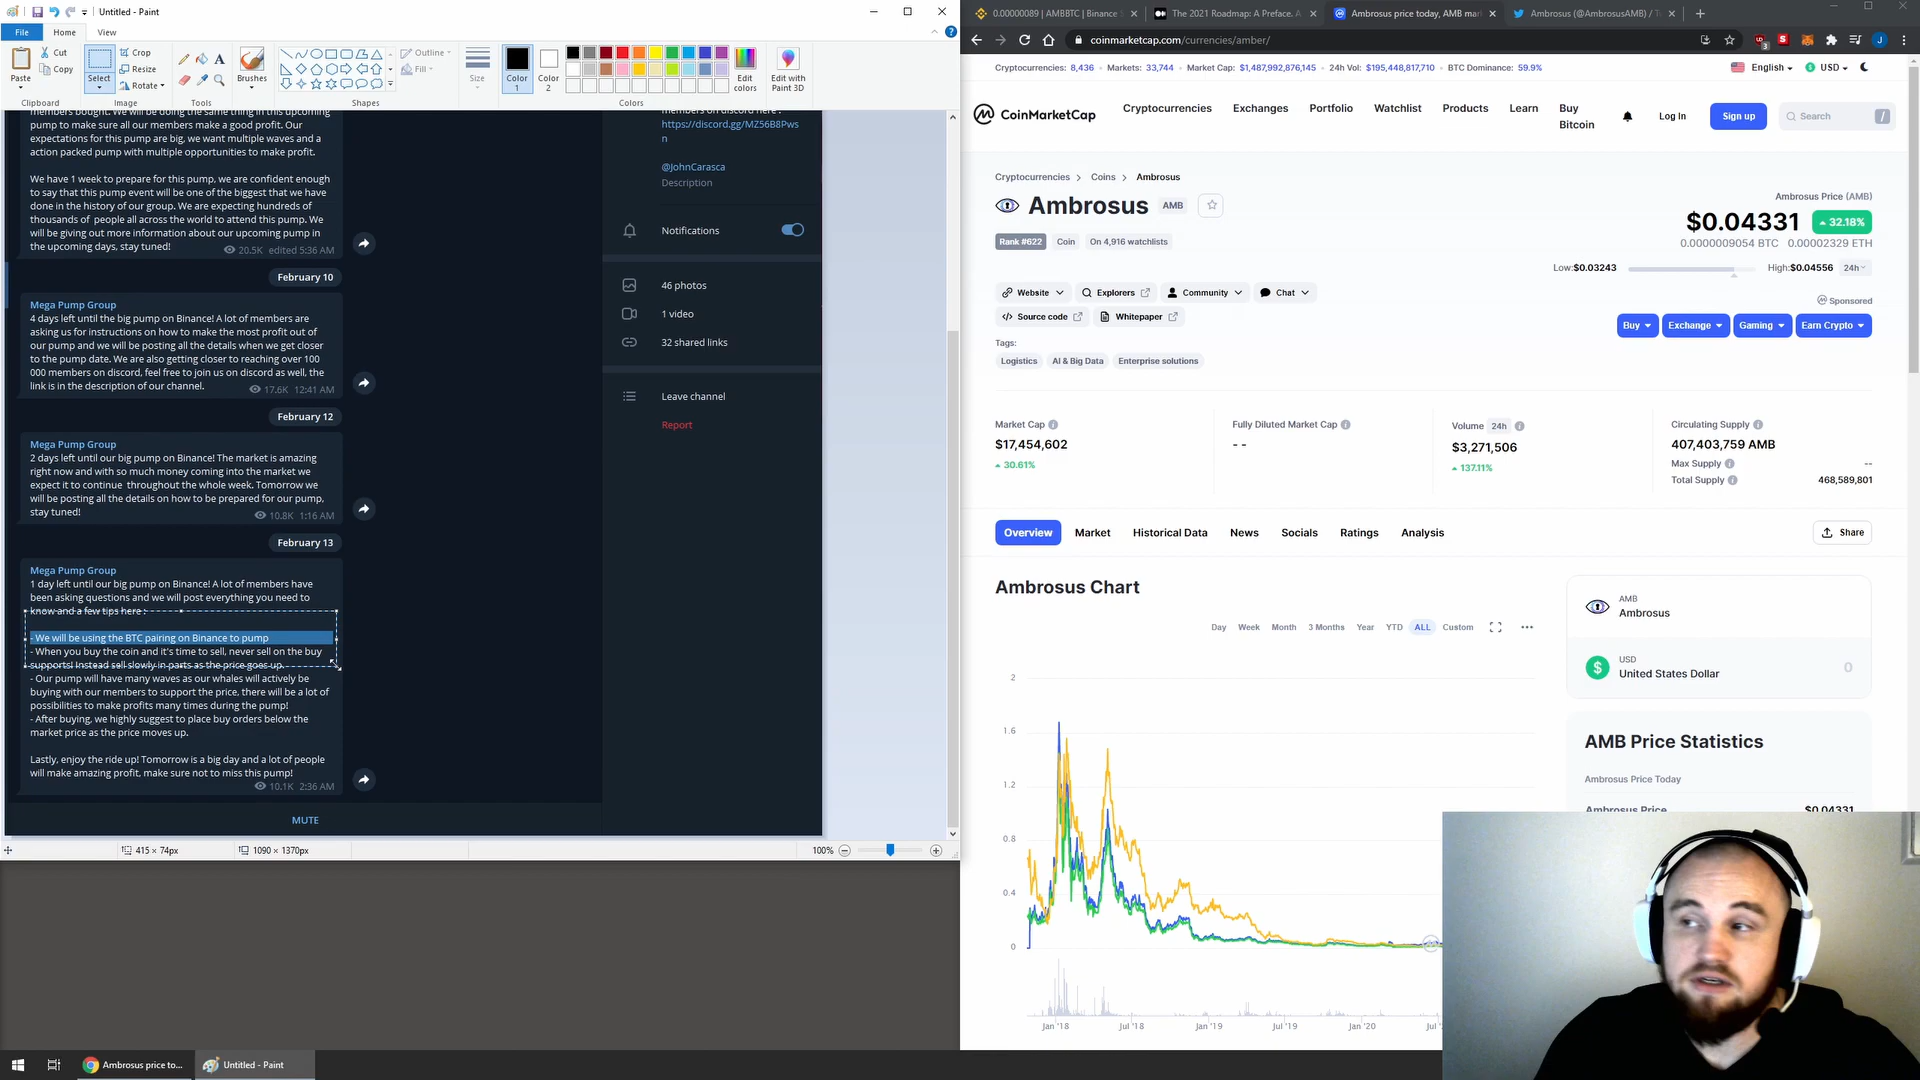 Untitled - Paint
File
Home
View
Paste
Cut
Copy
Clipboard
Select
Crop
Resize
Rotate
Image
Tools
Brushes
Shapes
Outline
Fill
Size
Color 1
Color 2
Edit colors
Colors
Edit with Paint 3D
pump to make sure all our members make a good profit. Our
expectations for this pump are big, we want multiple waves and a
action packed pump with multiple opportunities to make profit.
We have 1 week to prepare for this pump, we are confident enough
to say that this pump event will be one of the biggest that we have
done in the history of our group. We are expecting hundreds of
thousands of  people all across the world to attend this pump. We
will be giving out more information about our upcoming pump in
the upcoming days, stay tuned!
20.5K edited 5:36 AM
February 10
Mega Pump Group
4 days left until the big pump on Binance! A lot of members are
asking us for instructions on how to make the most profit out of
our pump and we will be posting all the details when we get closer
to the pump date. We are also getting closer to reaching over 100
000 members on discord, feel free to join us on discord as well, the
link is in the description of our channel.
17.6K 12:41 AM
February 12
Mega Pump Group
2 days left until our big pump on Binance! The market is amazing
right now and with so much money coming into the market we
expect it to continue  throughout the whole week. Tomorrow we
will be posting all the details on how to be prepared for our pump,
stay tuned!
10.8K 1:16 AM
February 13
Mega Pump Group
1 day left until our big pump on Binance! A lot of members have
been asking questions and we will post everything you need to
know and a few tips here :
- We will be using the BTC pairing on Binance to pump
- When you buy the coin and it's time to sell, never sell on the buy
supports! Instead sell slowly in parts as the price goes up.
- Our pump will have many waves as our whales will actively be
buying with our members to support the price, there will be a lot of
possibilities to make profits many times during the pump!
- After buying, we highly suggest to place buy orders below the
market price as the price moves up.
Lastly, enjoy the ride up! Tomorrow is a big day and a lot of people
will make amazing profit, make sure not to miss this pump!
10.1K 2:36 AM
MUTE
https://discord.gg/MZ56B8Pws
n
@JohnCarasca
Description
Notifications
46 photos
1 video
32 shared links
Leave channel
Report
415 × 74px
1090 × 1370px
100%
Ambrosus price to...
Untitled - Paint
0.00000089 | AMBBTC | Binance
The 2021 Roadmap: A Preface.
Ambrosus price today, AMB mar
Ambrosus (@AmbrosusAMB) / Tw
coinmarketcap.com/currencies/amber/
Cryptocurrencies: 8,436
Markets: 33,744
Market Cap: $1,487,992,876,145
24h Vol: $195,448,817,710
BTC Dominance: 59.9%
English
USD
CoinMarketCap
Cryptocurrencies
Exchanges
Portfolio
Watchlist
Products
Learn
Buy Bitcoin
Log In
Sign up
Search
/
Cryptocurrencies > Coins > Ambrosus
Ambrosus
AMB
Rank #622
Coin
On 4,916 watchlists
Ambrosus Price (AMB)
$0.04331
32.18%
0.0000009054 BTC
0.00002329 ETH
Low:$0.03243
High:$0.04556
24h
Website
Explorers
Community
Chat
Source code
Whitepaper
Sponsored
Buy
Exchange
Gaming
Earn Crypto
Tags:
Logistics
AI & Big Data
Enterprise solutions
Market Cap
$17,454,602
30.61%
Fully Diluted Market Cap
- -
Volume 24h
$3,271,506
137.11%
Circulating Supply
407,403,759 AMB
Max Supply
--
Total Supply
468,589,801
Overview
Market
Historical Data
News
Socials
Ratings
Analysis
Share
Ambrosus Chart
Day
Week
Month
3 Months
Year
YTD
ALL
Custom
2
1.6
1.2
0.8
0.4
0
Jan '18
Jul '18
Jan '19
Jul '19
Jan '20
AMB
Ambrosus
USD
United States Dollar
0
AMB Price Statistics
Ambrosus Price Today
Ambrosus Price
$0.04331